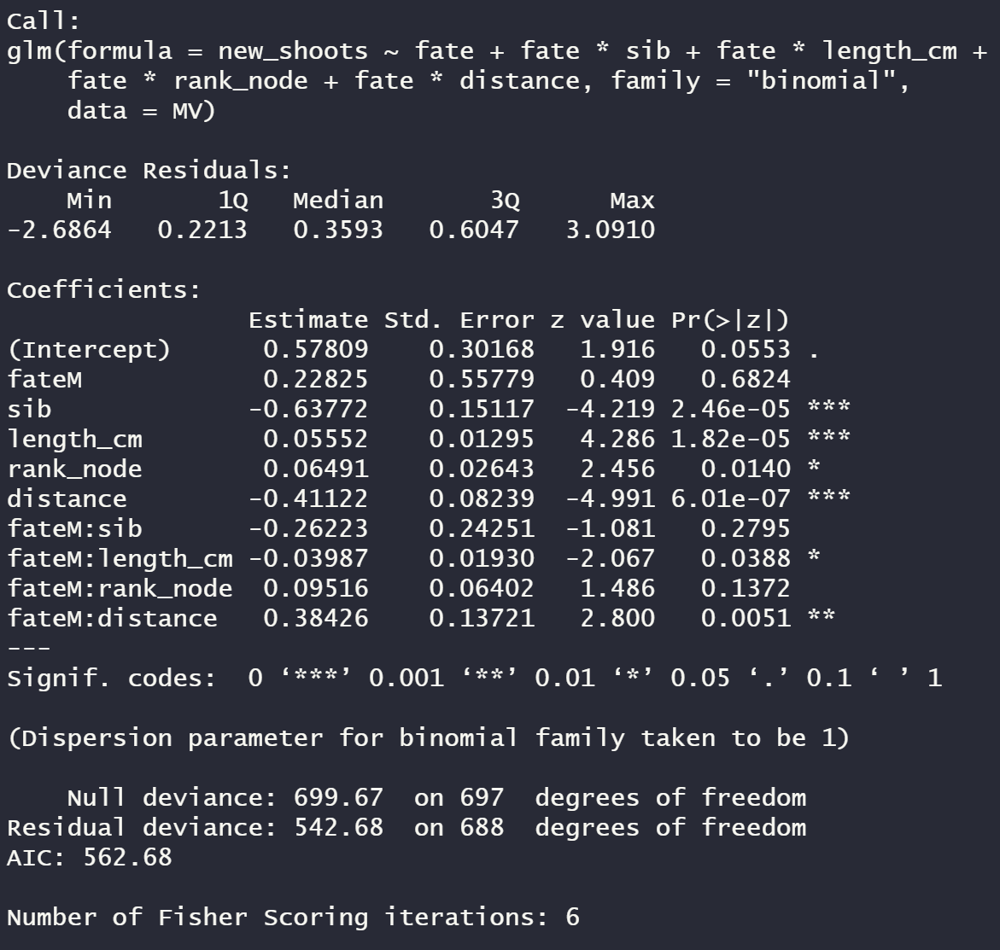 Call:
glm(formula = new_shoots ~ fate + fate * sib + fate * length_cm +
    fate * rank_node + fate * distance, family = "binomial",
    data = MV)

Deviance Residuals:
    Min       1Q   Median       3Q      Max
-2.6864   0.2213   0.3593   0.6047   3.0910

Coefficients:
                Estimate Std. Error z value Pr(>|z|)
(Intercept)      0.57809    0.30168   1.916   0.0553 .
fateM            0.22825    0.55779   0.409   0.6824
sib             -0.63772    0.15117  -4.219 2.46e-05 ***
length_cm        0.05552    0.01295   4.286 1.82e-05 ***
rank_node        0.06491    0.02643   2.456   0.0140 *
distance        -0.41122    0.08239  -4.991 6.01e-07 ***
fateM:sib       -0.26223    0.24251  -1.081   0.2795
fateM:length_cm -0.03987    0.01930  -2.067   0.0388 *
fateM:rank_node  0.09516    0.06402   1.486   0.1372
fateM:distance   0.38426    0.13721   2.800   0.0051 **
---
Signif. codes:  0 ‘***’ 0.001 ‘**’ 0.01 ‘*’ 0.05 ‘.’ 0.1 ‘ ’ 1

(Dispersion parameter for binomial family taken to be 1)

    Null deviance: 699.67  on 697  degrees of freedom
Residual deviance: 542.68  on 688  degrees of freedom
AIC: 562.68

Number of Fisher Scoring iterations: 6